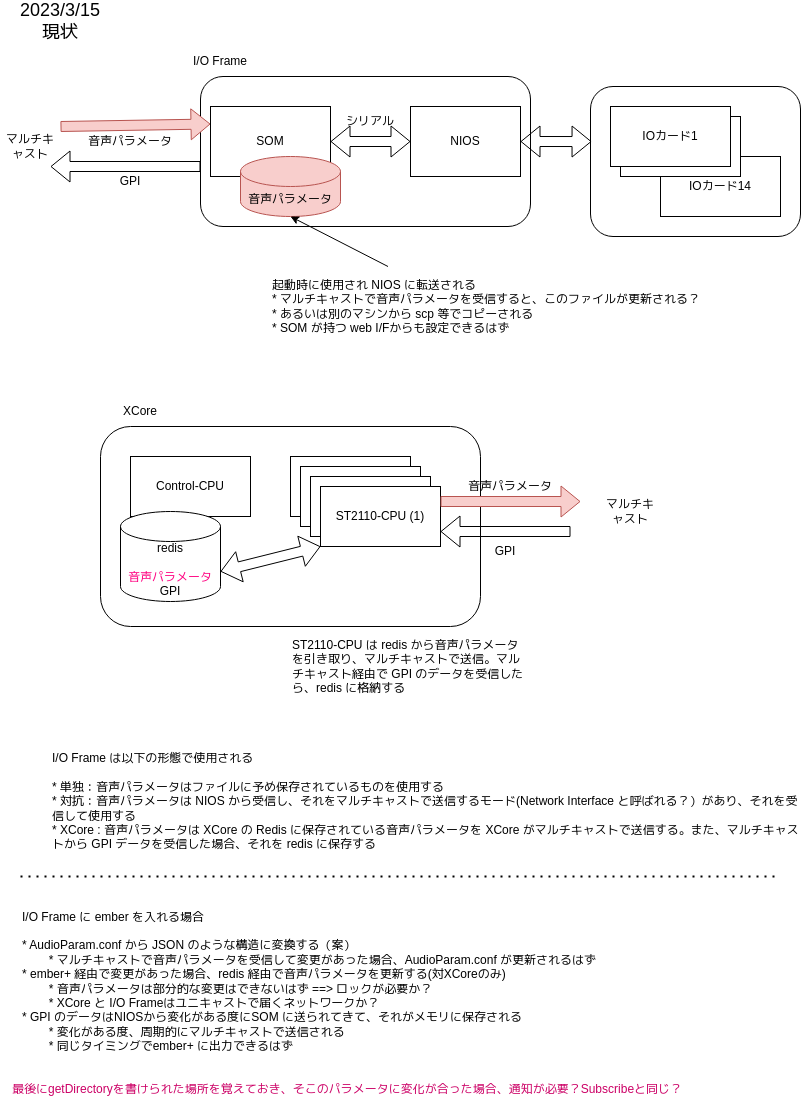 2023/3/15
現状
I/O Frame
マルチキ
ャスト
音声パラメータ
GPI
SOM
音声パラメータ
シリアル
NIOS
IOカード1
IOカード14
起動時に使用され NIOS に転送される
* マルチキャストで音声パラメータを受信すると、このファイルが更新される？
* あるいは別のマシンから scp 等でコピーされる
* SOM が持つ web I/Fからも設定できるはず
XCore
Control-CPU
redis
音声パラメータ
GPI
ST2110-CPU (1)
音声パラメータ
GPI
マルチキ
ャスト
ST2110-CPU は redis から音声パラメータ
を引き取り、マルチキャストで送信。マル
チキャスト経由で GPI のデータを受信した
ら、redis に格納する
I/O Frame は以下の形態で使用される
* 単独：音声パラメータはファイルに予め保存されているものを使用する
* 対抗：音声パラメータは NIOS から受信し、それをマルチキャストで送信するモード(Network Interface と呼ばれる？）があり、それを受
信して使用する
* XCore : 音声パラメータは XCore の Redis に保存されている音声パラメータを XCore がマルチキャストで送信する。また、マルチキャス
トから GPI データを受信した場合、それを redis に保存する
I/O Frame に ember を入れる場合
* AudioParam.conf から JSON のような構造に変換する（案）
* マルチキャストで音声パラメータを受信して変更があった場合、AudioParam.conf が更新されるはず
* ember+ 経由で変更があった場合、redis 経由で音声パラメータを更新する(対XCoreのみ)
* 音声パラメータは部分的な変更はできないはず ==> ロックが必要か？
* XCore と I/O Frameはユニキャストで届くネットワークか？
* GPI のデータはNIOSから変化がある度にSOM に送られてきて、それがメモリに保存される
* 変化がある度、周期的にマルチキャストで送信される
* 同じタイミングでember+ に出力できるはず
最後にgetDirectoryを書けられた場所を覚えておき、そこのパラメータに変化が合った場合、通知が必要？Subscribeと同じ？